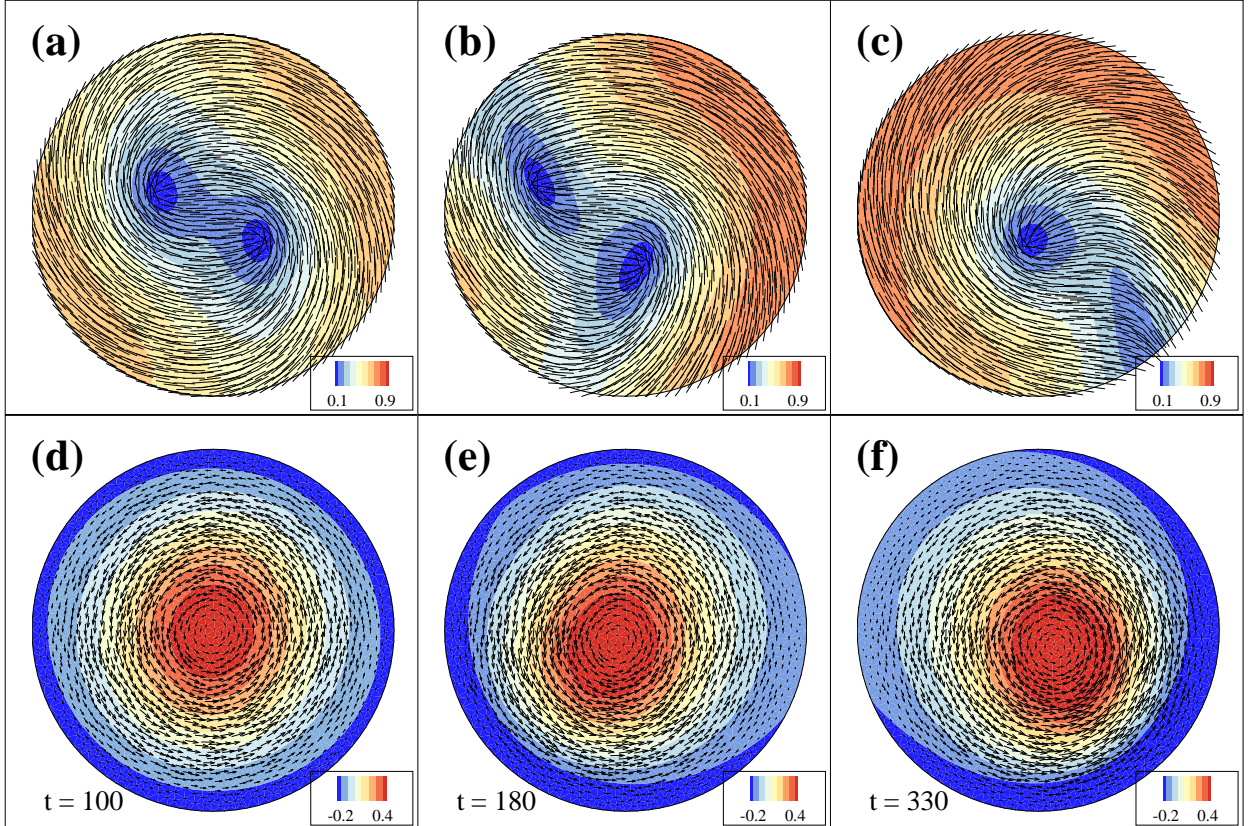 (a) (b) (c)
0.1 0.9 0.1 0.9 0.1 0.9
(d) (e) (f)
t = 100 -0.2 0.4 t = 180 -0.2 0.4 t = 330 -0.2 0.4